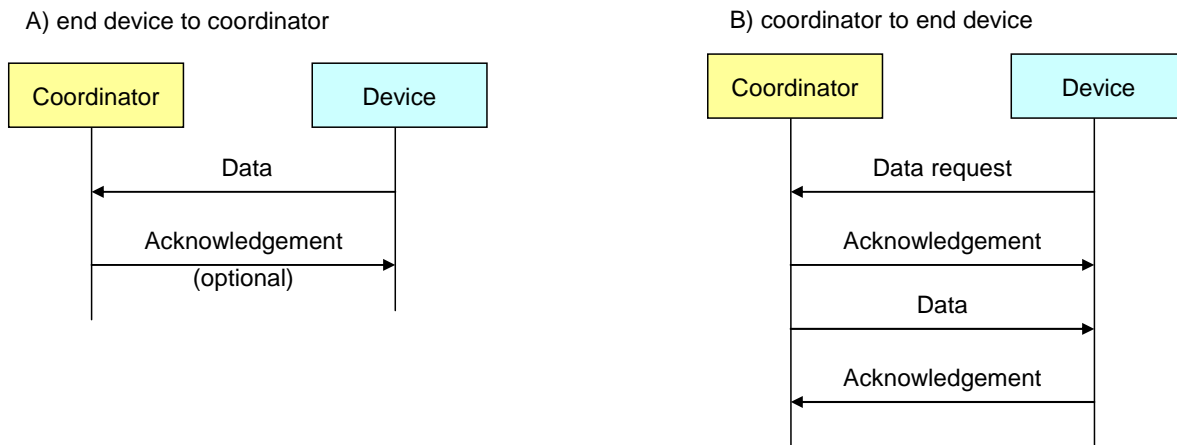 A) end device to coordinator
Coordinator
Device
Data
Acknowledgement
(optional)
B) coordinator to end device
Coordinator
Device
Data request
Acknowledgement
Data
Acknowledgement